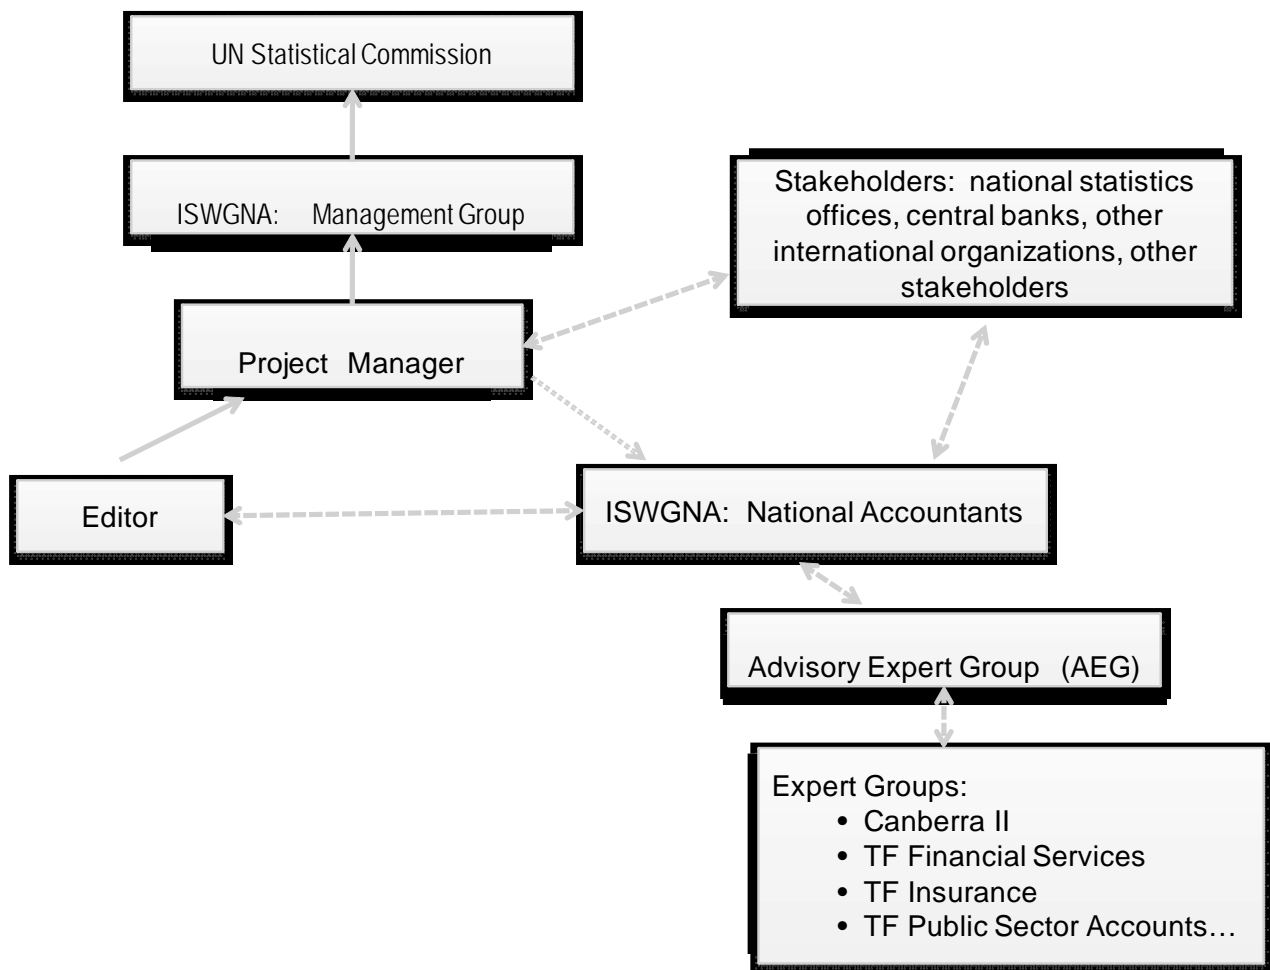 UN Statistical Commission
ISWGNA: Management Group
Stakeholders: national statistics
offices, central banks, other
international organizations, other
stakeholders
Project Manager
Editor
ISWGNA: National Accountants
Advisory Expert Group (AEG)
Expert Groups:
• Canberra II
• TF Financial Services
• TF Insurance
• TF Public Sector Accounts…